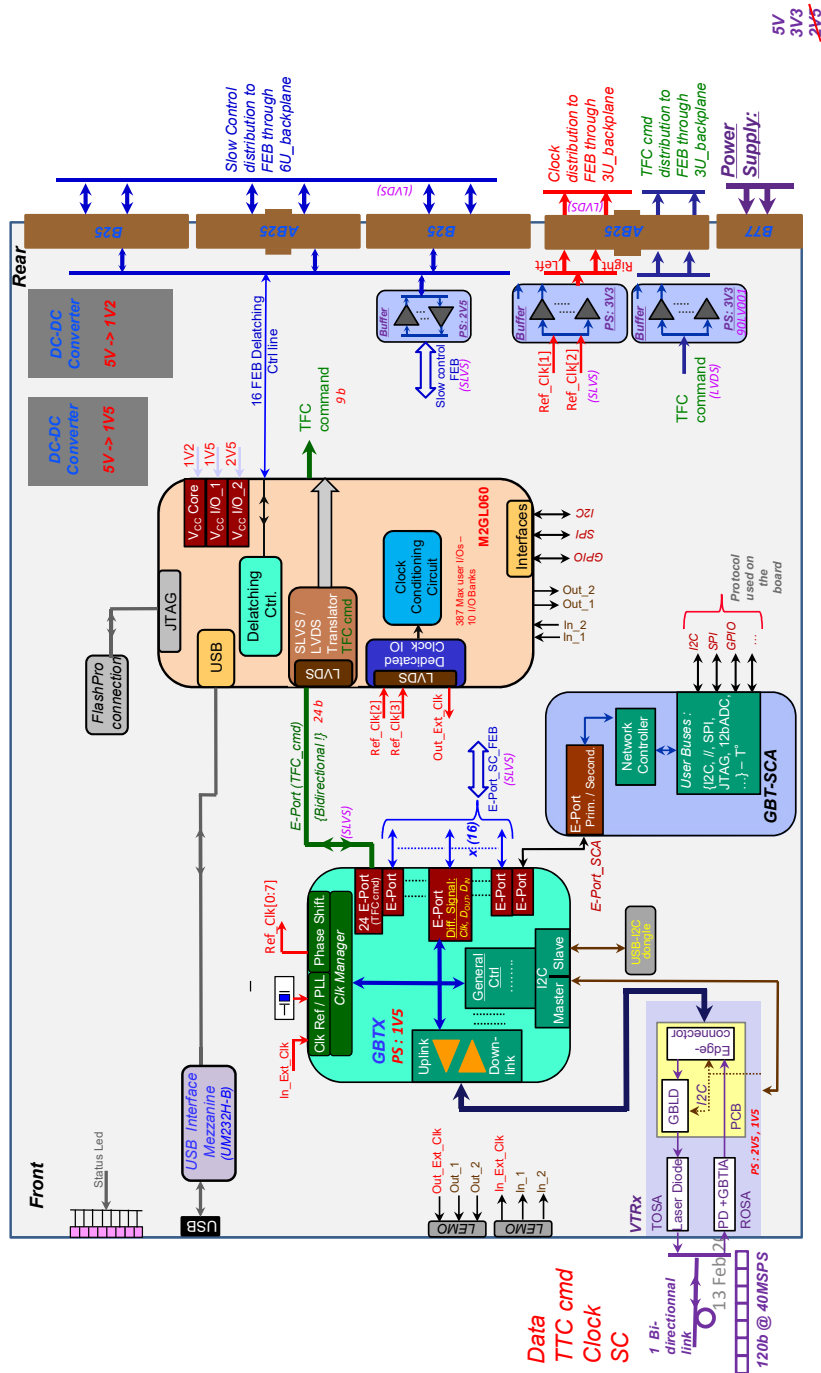 Front
Rear
Status Led
USB
USB Interface
Mezzanine
(UM232H-B)
FlashPro
connection
JTAG
USB
DC-DC
Converter
5V -> 1V5
DC-DC
Converter
5V -> 1V2
VCC Core
VCC I/O_1
VCC I/O_2
1V2
1V5
2V5
Delatching
Ctrl.
16 FEB Delatching
Ctrl line
SLVS /
LVDS
Translator
TFC cmd
LVDS
TFC
command
9 b
Dedicated
Clock IO
LVDS
Clock
Conditioning
Circuit
387 Max user I/Os –
10 I/O Banks
M2GL060
Interfaces
I2C
SPI
GPIO
Out_2
Out_1
In_2
In_1
Ref_Clk[2]
Ref_Clk[3]
Out_Ext_Clk
E-Port (TFC_cmd)
{Bidirectional !}
24 b
(SLVS)
Ref_Clk[0:7]
In_Ext_Clk
Clk Ref / PLL
Phase Shift.
Clk Manager
GBTX
PS : 1V5
24 E-Port
(TFCcmd)
E-Port
E-Port
Diff. Signal:
Clk, DOUT, DIN
E-Port
E-Port
x (16)
E-Port_SC_FEB
(SLVS)
Uplink
Down-
link
General
Ctrl
........
I2C
Master
Slave
USB-I2C
dongle
E-Port_SCA
E-Port
Prim. / Second.
Network
Controller
User Buses :
{I2C, //, SPI,
JTAG, 12bADC,
…} – T°
GBT-SCA
I2C
SPI
GPIO
…
Protocol
used on
the
board
LEMO
Out_Ext_Clk
Out_1
Out_2
LEMO
In_Ext_Clk
In_1
In_2
Data
TTC cmd
Clock
SC
1 Bi-
directionnal
link
13 Feb
120b @ 40MSPS
VTRx
TOSA
Laser Diode
PD +GBTIA
ROSA
GBLD
I2C
Edge-
connector
PCB
PS : 2V5 , 1V5
Buffer
PS: 2V5
Slow control
FEB
(SLVS)
Buffer
PS: 3V3
Ref_Clk[1]
Ref_Clk[2]
(SLVS)
Left
Right
Buffer
PS: 3V3
90LV001
TFC
command
(LVDS)
B25
AB25
B25
AB25
B77
(LVDS)
Slow Control
distribution to
FEB through
6U_backplane
(LVDS)
Clock
distribution to
FEB through
3U_backplane
TFC cmd
distribution to
FEB through
3U_backplane
Power
Supply:
5V
3V3
2V5